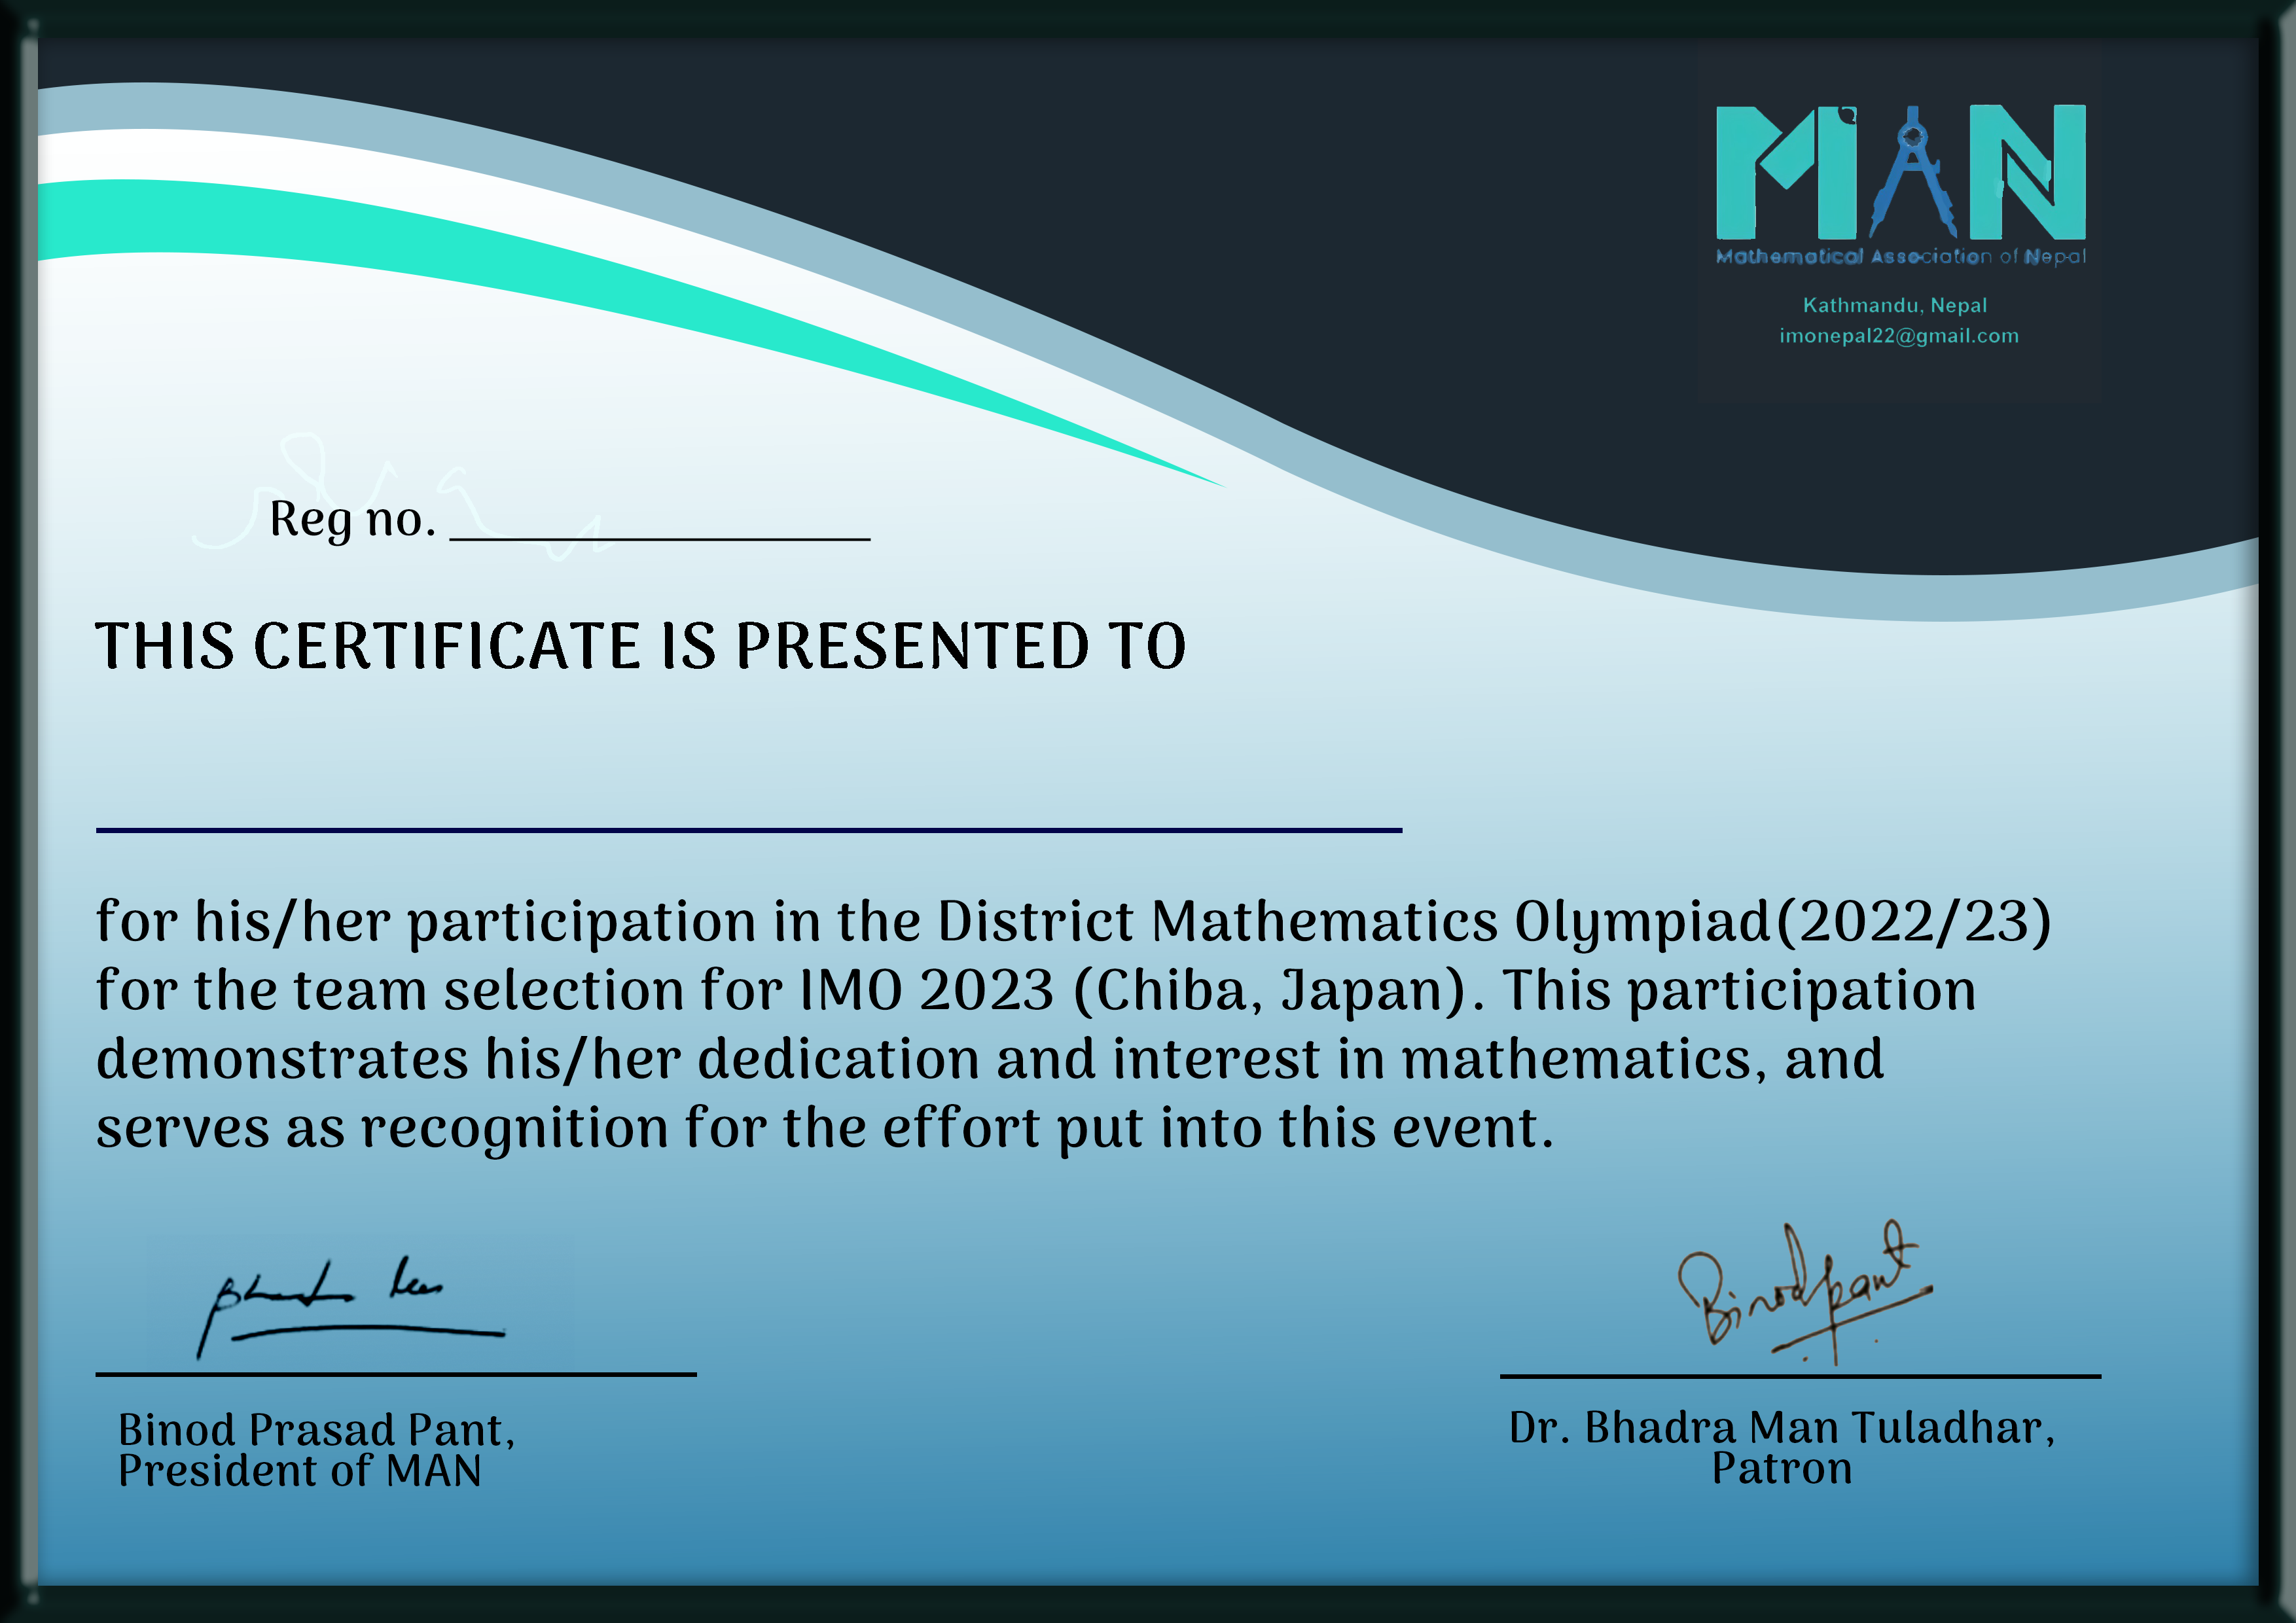 MAN
Mathematical Association of Nepal
Kathmandu, Nepal
imonepal22@gmail.com
Reg no.
THIS CERTIFICATE IS PRESENTED TO
for his/her participation in the District Mathematics Olympiad(2022/23)
for the team selection for IMO 2023 (Chiba, Japan). This participation
demonstrates his/her dedication and interest in mathematics, and
serves as recognition for the effort put into this event.
Binodpant
Binod Prasad Pant,
President of MAN
Dr. Bhadra Man Tuladhar,
Patron